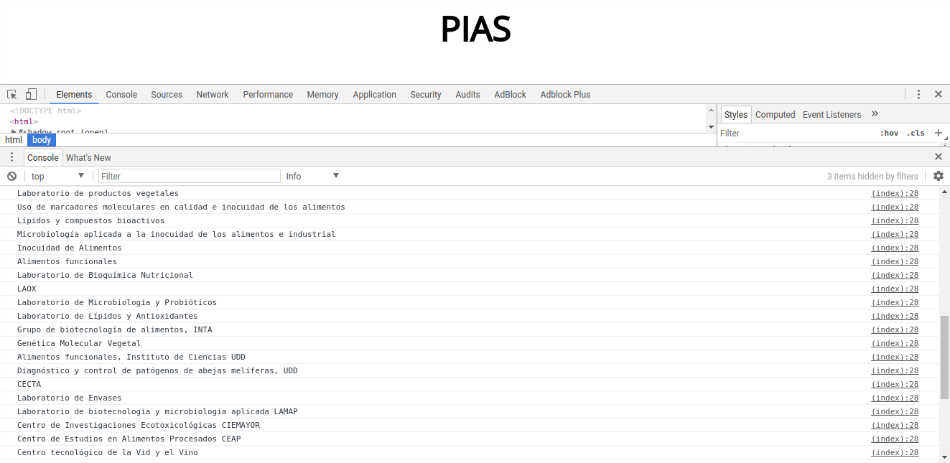 PIAS
Elements Console Sources Network Performance Memory Application Security Audits AdBlock Adblock Plus
<!DOCTYPE html>
<html>
#shadow-root (open)
html body
Styles Computed Event Listeners »
Filter :hov .cls +
Console What's New
top Filter Info 3 items hidden by filters
Laboratorio de productos vegetales (index):28
Uso de marcadores moleculares en calidad e inocuidad de los alimentos (index):28
Lípidos y compuestos bioactivos (index):28
Microbiología aplicada a la inocuidad de los alimentos e industrial (index):28
Inocuidad de Alimentos (index):28
Alimentos funcionales (index):28
Laboratorio de Bioquímica Nutricional (index):28
LAOX (index):28
Laboratorio de Microbiología y Probióticos (index):28
Laboratorio de Lípidos y Antioxidantes (index):28
Grupo de biotecnología de alimentos, INTA (index):28
Genética Molecular Vegetal (index):28
Alimentos funcionales, Instituto de Ciencias UDD (index):28
Diagnóstico y control de patógenos de abejas melíferas, UDD (index):28
CECTA (index):28
Laboratorio de Envases (index):28
Laboratorio de biotecnologia y microbiologia aplicada LAMAP (index):28
Centro de Investigaciones Ecotoxicológicas CIEMAYOR (index):28
Centro de Estudios en Alimentos Procesados CEAP (index):28
Centro tecnológico de la Vid y el Vino (index):28